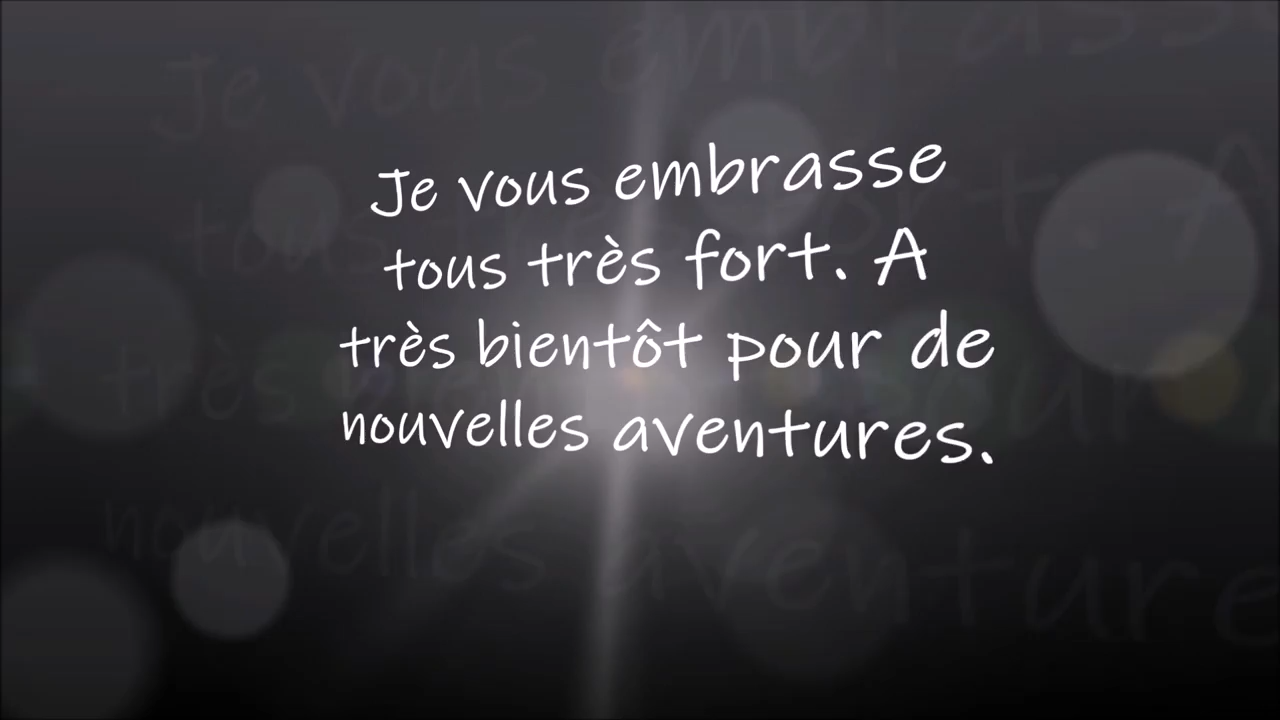 Je vous embrasse
tous très fort. A
très bientôt pour de
nouvelles aventures.